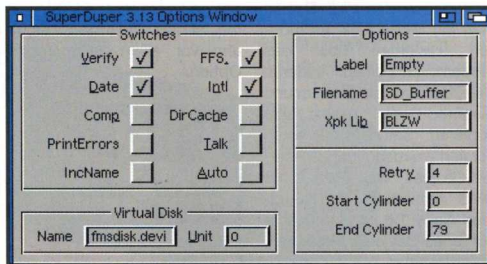 SuperDuper 3.13 Options Window
Switches
Verify FFS.
Date Intl
Comp DirCache
PrintErrors Talk
IncName Auto
Virtual Disk
Name fmsdisk.devi Unit 0
Options
Label Empty
Filename SD_Buffer
Xpk Lib BLZW
Retry 4
Start Cylinder 0
End Cylinder 79